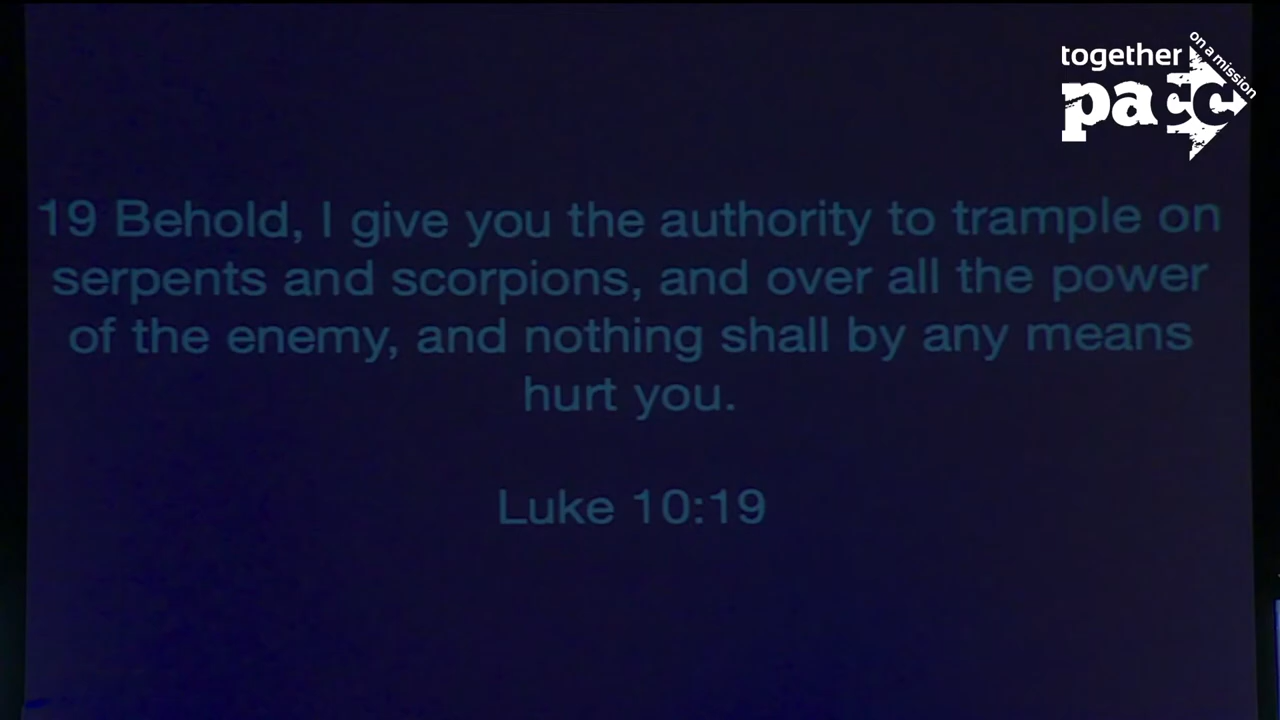 together
on a mission
pacc
19 Behold, I give you the authority to trample on
serpents and scorpions, and over all the power
of the enemy, and nothing shall by any means
hurt you.
Luke 10:19